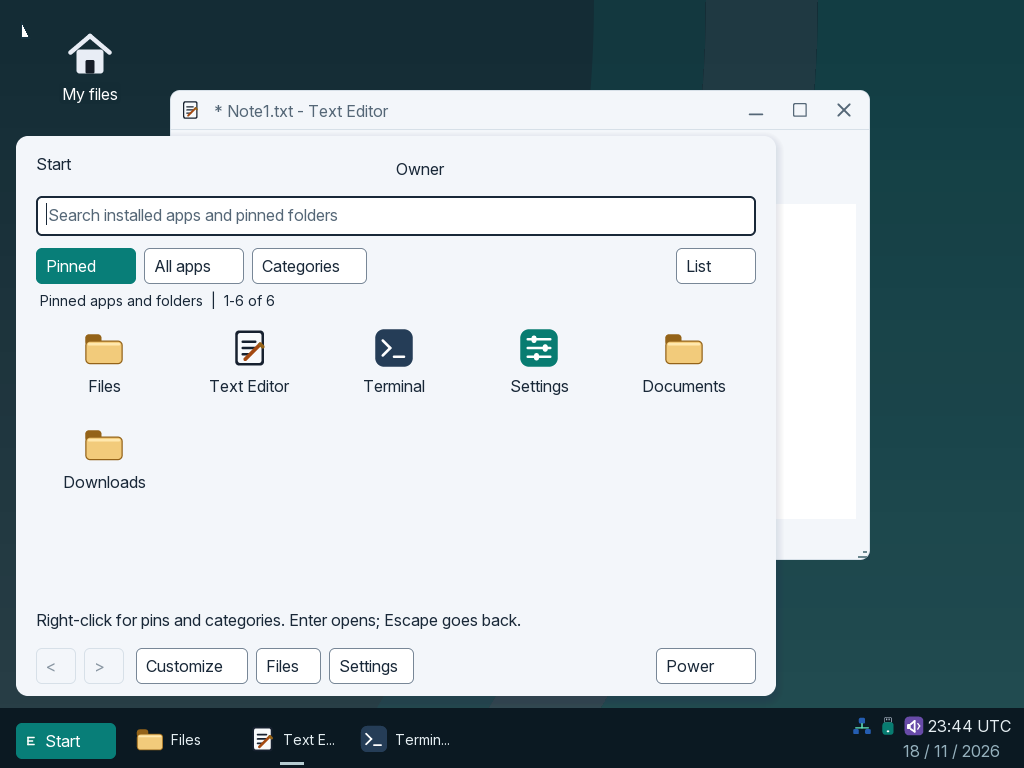 My files
* Note1.txt - Text Editor
Start
Owner
Search installed apps and pinned folders
Pinned
All apps
Categories
List
Pinned apps and folders | 1-6 of 6
Files
Text Editor
Terminal
Settings
Documents
Downloads
Right-click for pins and categories. Enter opens; Escape goes back.
<
>
Customize
Files
Settings
Power
E Start
Files
Text E...
Termin...
23:44 UTC
18 / 11 / 2026